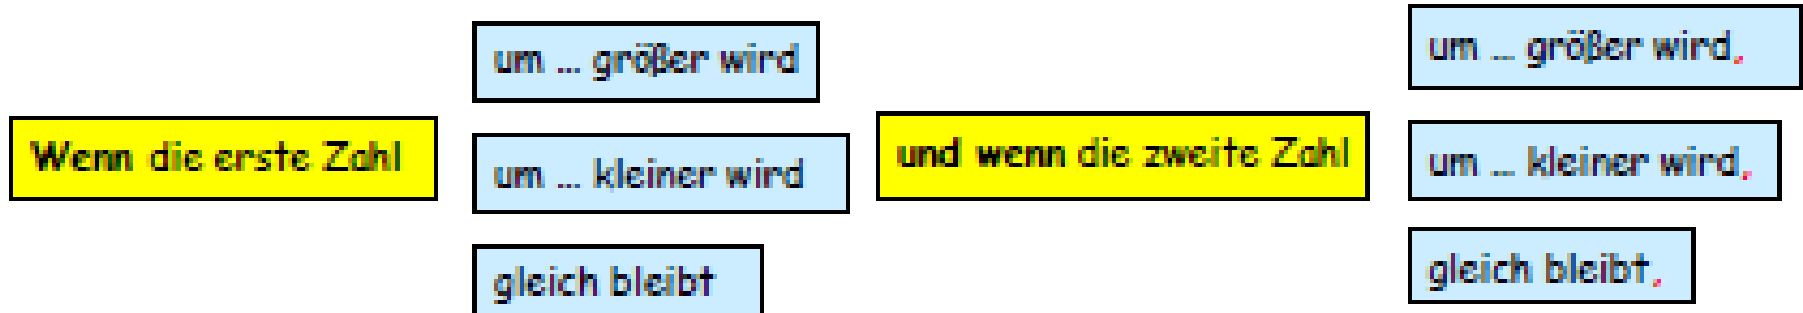 Wenn die erste Zahl
um ... größer wird
um ... kleiner wird
gleich bleibt
und wenn die zweite Zahl
um ... größer wird,
um ... kleiner wird,
gleich bleibt,